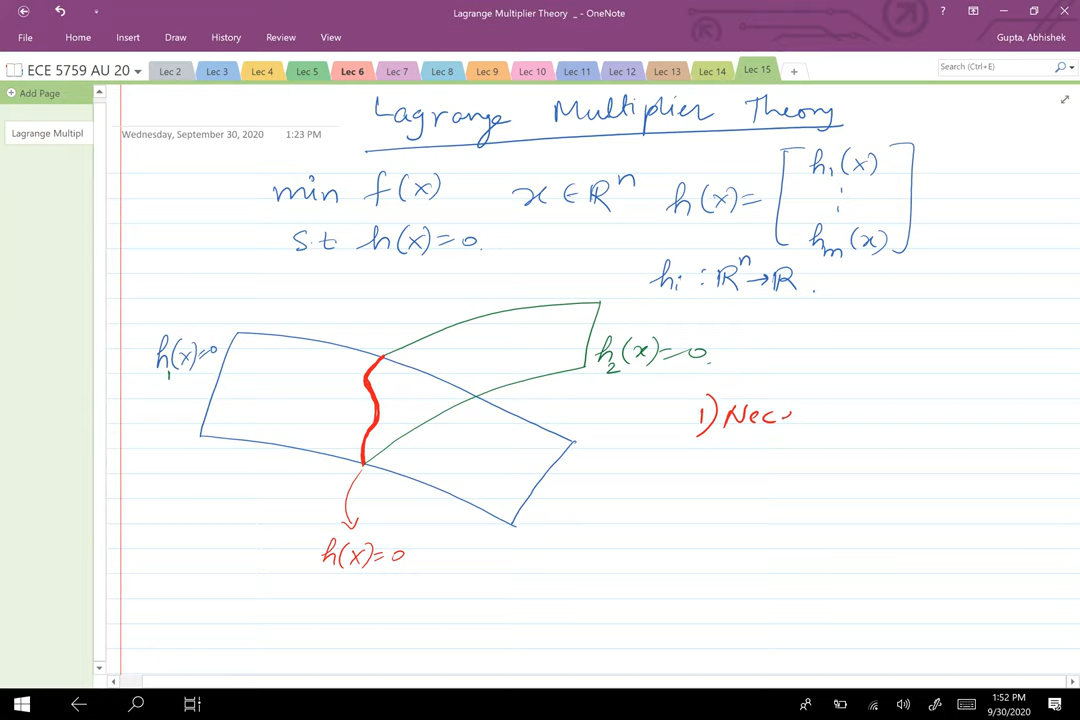 Lagrange Multiplier Theory _ - OneNote
?
File Home Insert Draw History Review View
Gupta, Abhishek
ECE 5759 AU 20
Lec 2 Lec 3 Lec 4 Lec 5 Lec 6 Lec 7 Lec 8 Lec 9 Lec 10 Lec 11 Lec 12 Lec 13 Lec 14 Lec 15 +
Search (Ctrl+E)
Add Page
Lagrange Multipl
Wednesday, September 30, 2020 1:23 PM
Lagrange Multiplier Theory
min f(x) x ∈ ℝⁿ h(x) = [h₁(x) ⋮ hₘ(x)]
s.t h(x)=0.
hᵢ : ℝⁿ → ℝ.
h₁(x)=0
h₂(x)=0.
1) Nec
h(x)=0
1:52 PM
9/30/2020